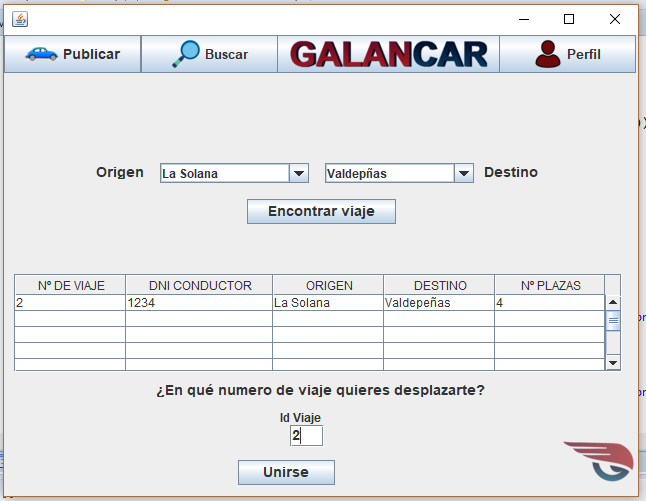 Publicar Buscar GALANCAR Perfil
Origen La Solana Valdepñas Destino
Encontrar viaje
Nº DE VIAJE DNI CONDUCTOR ORIGEN DESTINO Nº PLAZAS
2 1234 La Solana Valdepeñas 4
¿En qué numero de viaje quieres desplazarte?
Id Viaje
2
Unirse